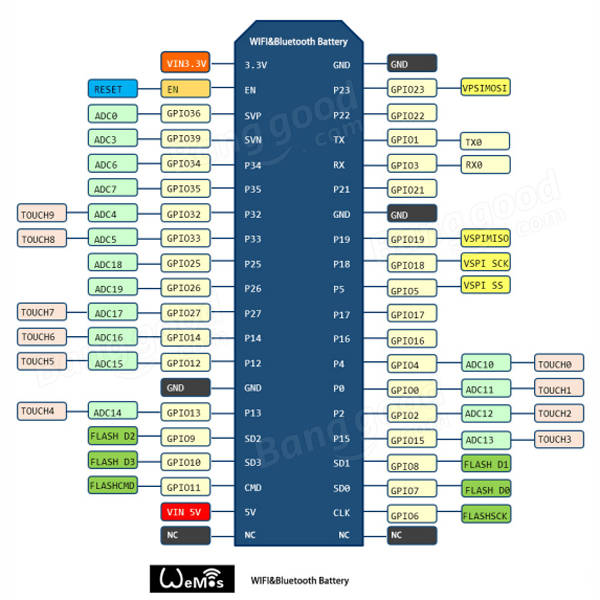 WIFI&Bluetooth Battery
VIN3.3V 3.3V GND GND
RESET EN EN P23 GPIO23 VPSIMOSI
ADC0 GPIO36 SVP P22 GPIO22
ADC3 GPIO39 SVN TX GPIO1 TX0
ADC6 GPIO34 P34 RX GPIO3 RX0
ADC7 GPIO35 P35 P21 GPIO21
TOUCH9 ADC4 GPIO32 P32 GND GND
TOUCH8 ADC5 GPIO33 P33 P19 GPIO19 VSPIMISO
ADC18 GPIO25 P25 P18 GPIO18 VSPI SCK
ADC19 GPIO26 P26 P5 GPIO5 VSPI SS
TOUCH7 ADC17 GPIO27 P27 P17 GPIO17
TOUCH6 ADC16 GPIO14 P14 P16 GPIO16
TOUCH5 ADC15 GPIO12 P12 P4 GPIO4 ADC10 TOUCH0
GND GND P0 GPIO0 ADC11 TOUCH1
TOUCH4 ADC14 GPIO13 P13 P2 GPIO2 ADC12 TOUCH2
FLASH D2 GPIO9 SD2 P15 GPIO15 ADC13 TOUCH3
FLASH D3 GPIO10 SD3 SD1 GPIO8 FLASH D1
FLASHCMD GPIO11 CMD SD0 GPIO7 FLASH D0
VIN 5V 5V CLK GPIO6 FLASHSCK
NC NC NC NC
WeMos WIFI&Bluetooth Battery
Banggood.com
Banggood
Banggood